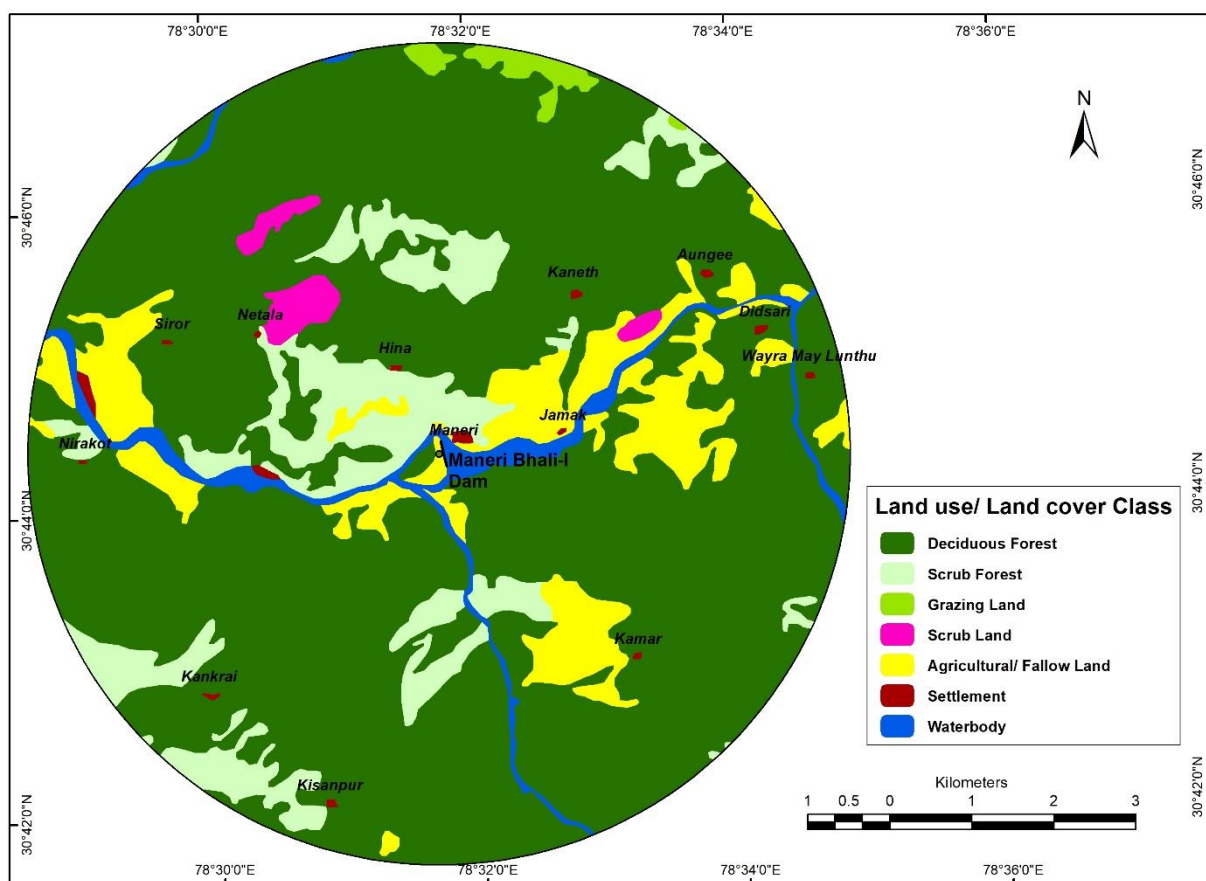 78°30'0"E
78°32'0"E
78°34'0"E
78°36'0"E
N
30°46'0"N
30°46'0"N
Aungee
Kaneth
Didsari
Siror
Netala
Hina
Wayra May Lunthu
Jamak
Maneri
Nirakot
Maneri Bhali-I
Dam
30°44'0"N
30°44'0"N
Land use/ Land cover Class
Deciduous Forest
Scrub Forest
Grazing Land
Scrub Land
Agricultural/ Fallow Land
Settlement
Waterbody
Kamar
Kankrai
Kisanpur
Kilometers
1 0.5 0 1 2 3
30°42'0"N
30°42'0"N
78°30'0"E
78°32'0"E
78°34'0"E
78°36'0"E